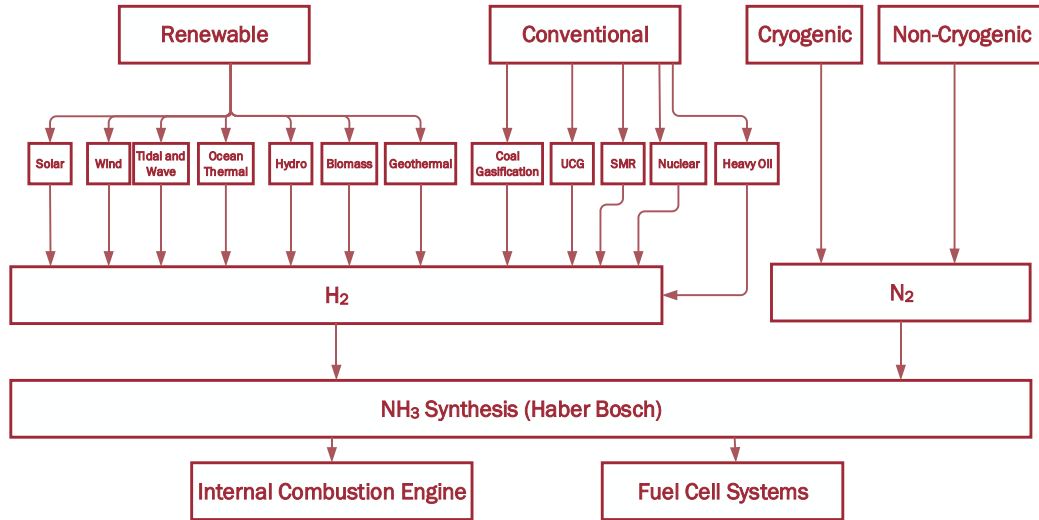 Renewable
Conventional
Cryogenic
Non-Cryogenic
Solar
Wind
Tidal and
Wave
Ocean
Thermal
Hydro
Biomass
Geothermal
Coal
Gasification
UCG
SMR
Nuclear
Heavy Oil
H₂
N₂
NH₃ Synthesis (Haber Bosch)
Internal Combustion Engine
Fuel Cell Systems